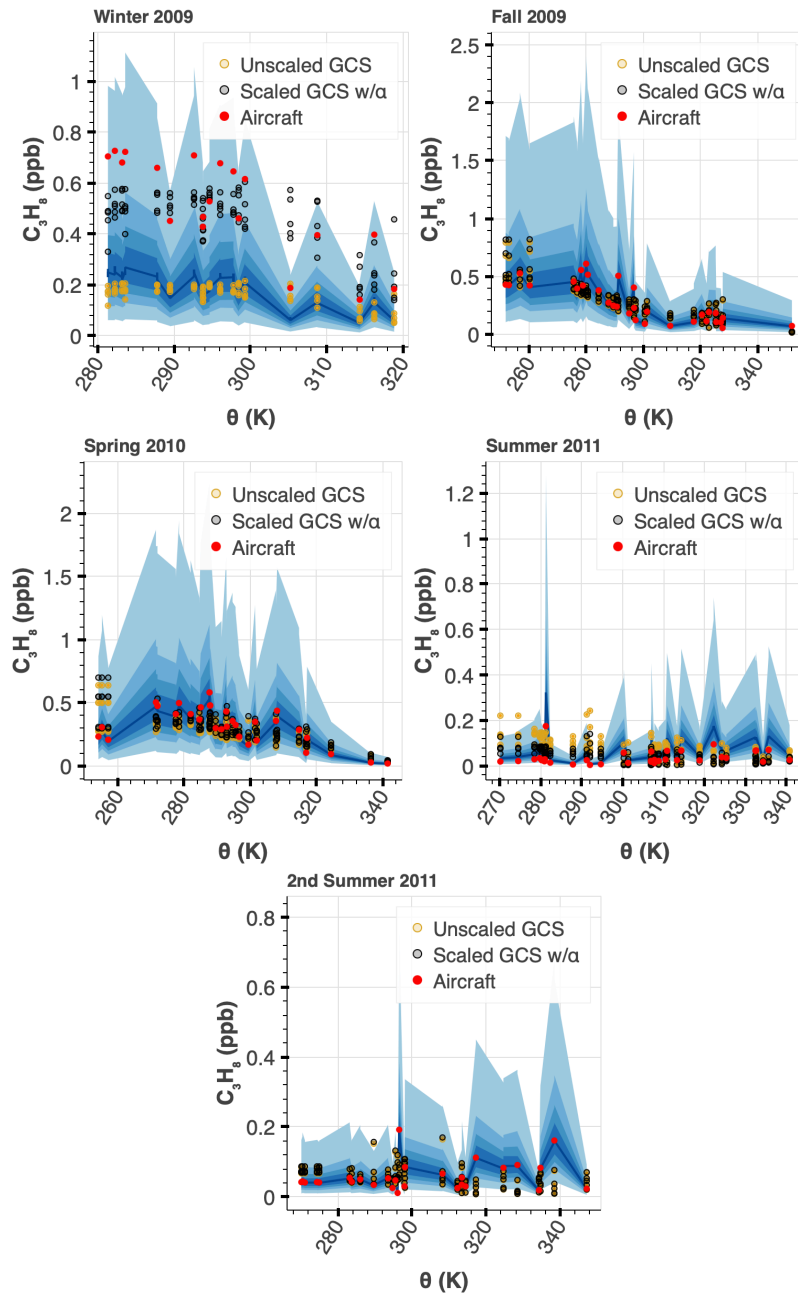 Winter 2009
Unscaled GCS
Scaled GCS w/α
Aircraft
C₃H₈ (ppb)
1
0.8
0.6
0.4
0.2
0
280
290
300
310
320
θ (K)
Fall 2009
Unscaled GCS
Scaled GCS w/α
Aircraft
C₃H₈ (ppb)
2.5
2
1.5
1
0.5
0
260
280
300
320
340
θ (K)
Spring 2010
Unscaled GCS
Scaled GCS w/α
Aircraft
C₃H₈ (ppb)
2
1.5
1
0.5
0
260
280
300
320
340
θ (K)
Summer 2011
Unscaled GCS
Scaled GCS w/α
Aircraft
C₃H₈ (ppb)
1.2
1
0.8
0.6
0.4
0.2
0
270
280
290
300
310
320
330
340
θ (K)
2nd Summer 2011
Unscaled GCS
Scaled GCS w/α
Aircraft
C₃H₈ (ppb)
0.8
0.6
0.4
0.2
0
280
300
320
340
θ (K)